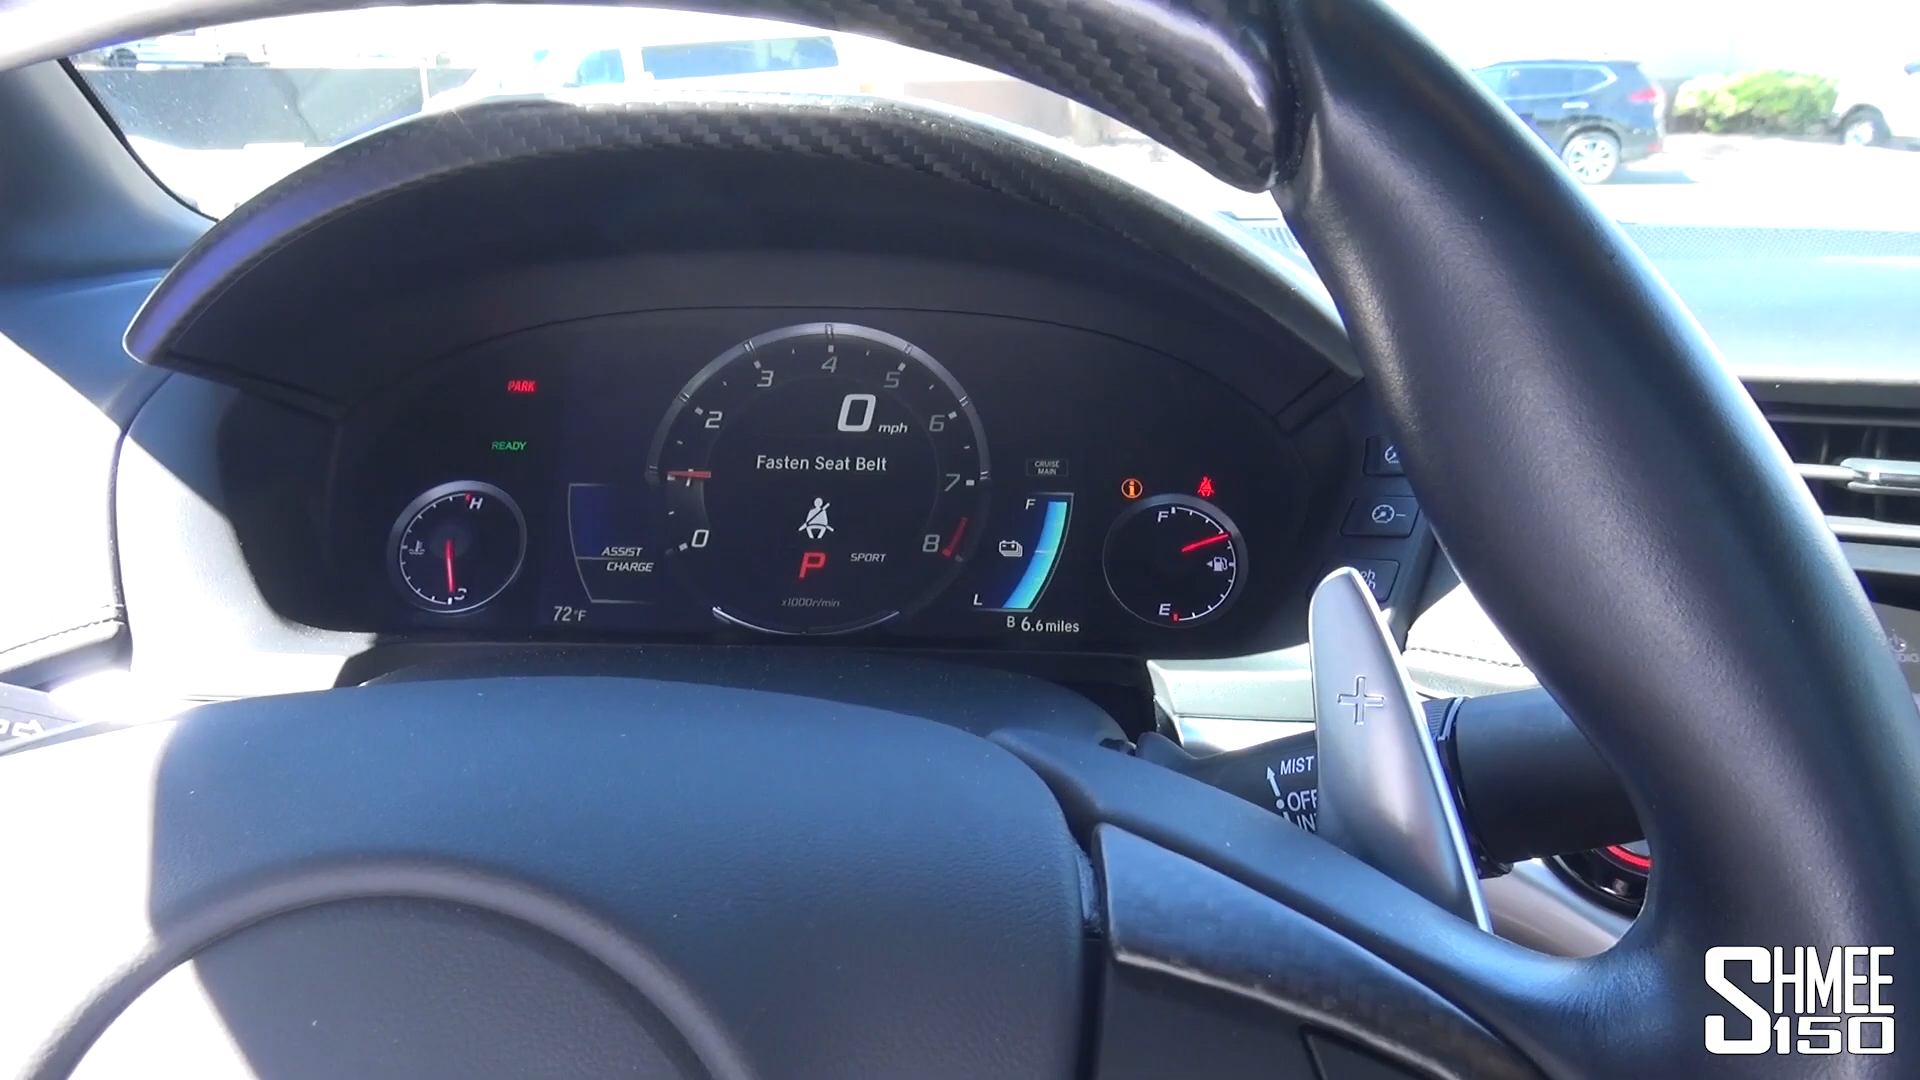 PARK
READY
0 1 2 3 4 5 6 7 8
0 mph
Fasten Seat Belt
P SPORT
x1000r/min
H
C
ASSIST
CHARGE
72°F
CRUISE
MAIN
F
L
B 6.6 miles
F
E
MIST
OFF
IN
SHMEE
150